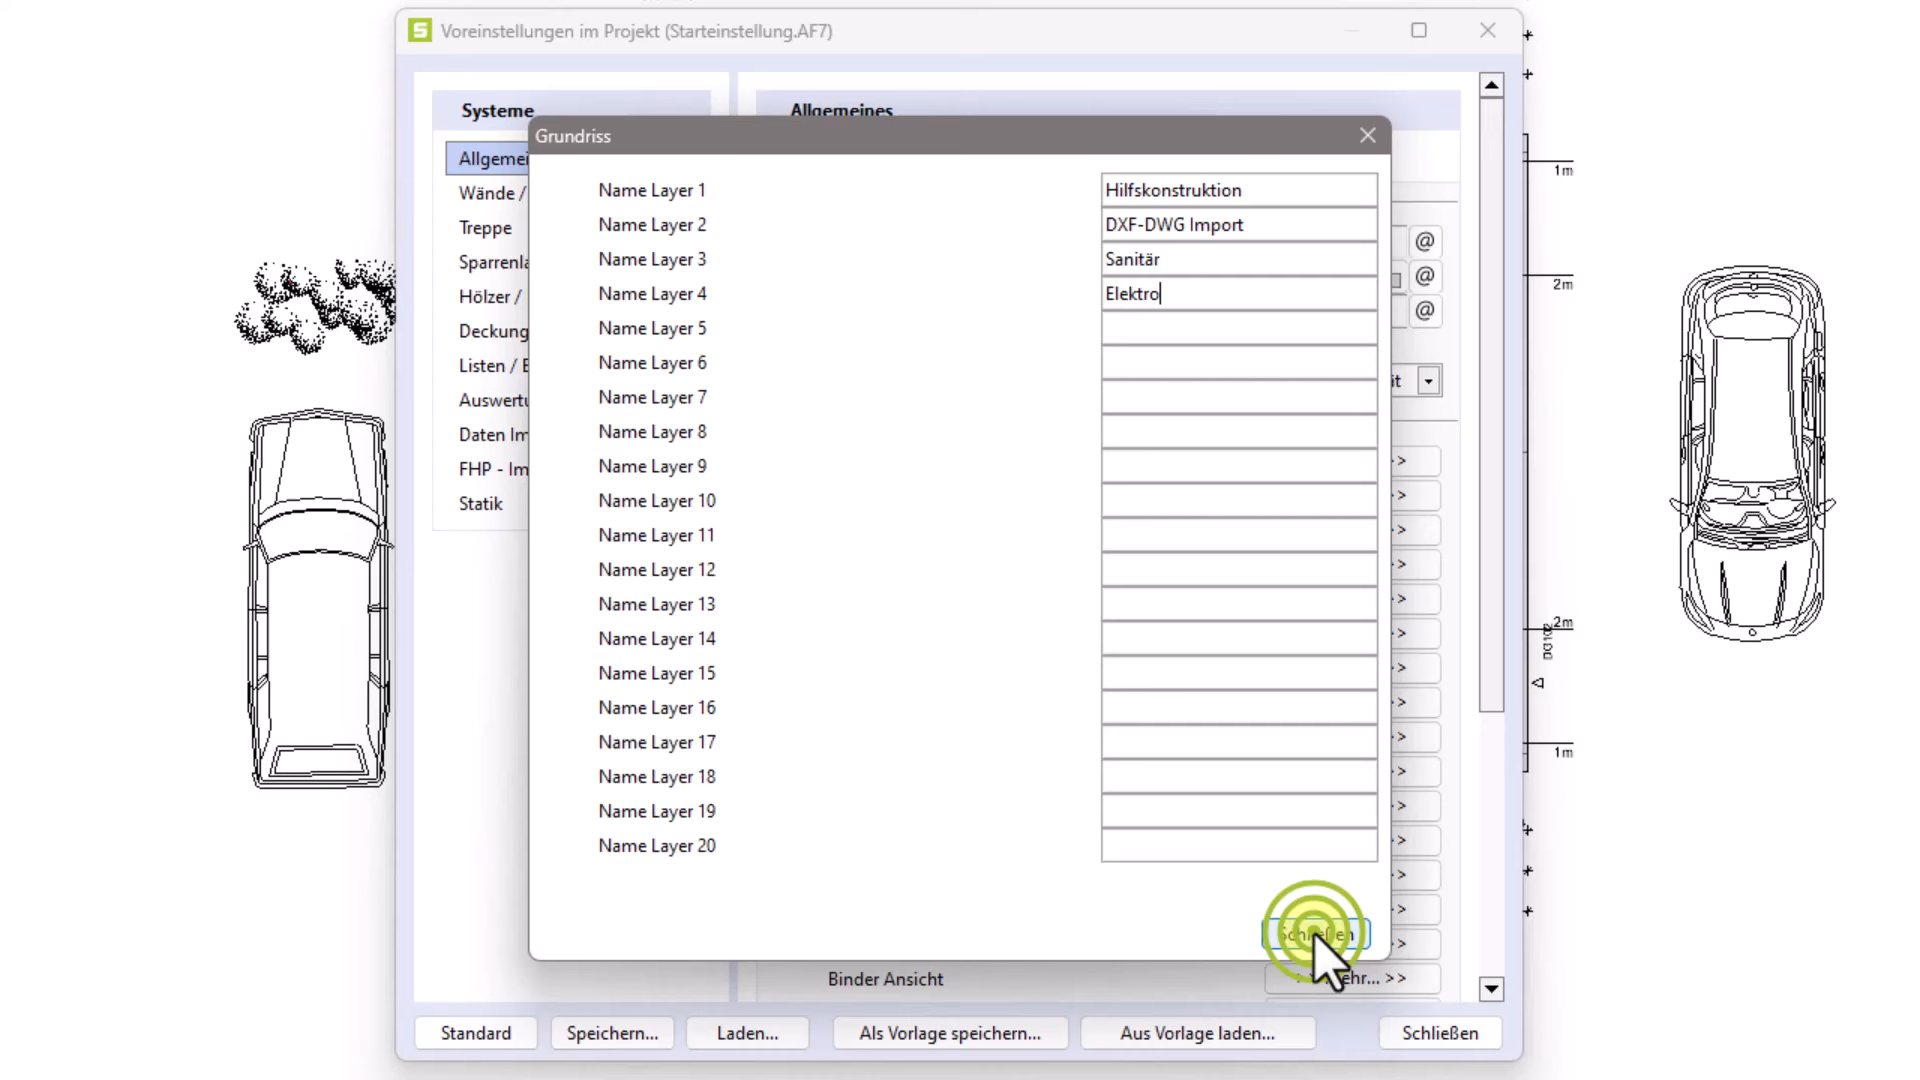 Voreinstellungen im Projekt (Starteinstellung.AF7)
Systeme
Allgemeines
Allgemei
Wände /
Treppe
Sparrenla
Hölzer /
Deckung
Listen / E
Auswertu
Daten Im
FHP - Im
Statik
Grundriss
Name Layer 1 Hilfskonstruktion
Name Layer 2 DXF-DWG Import
Name Layer 3 Sanitär
Name Layer 4 Elektro
Name Layer 5
Name Layer 6
Name Layer 7
Name Layer 8
Name Layer 9
Name Layer 10
Name Layer 11
Name Layer 12
Name Layer 13
Name Layer 14
Name Layer 15
Name Layer 16
Name Layer 17
Name Layer 18
Name Layer 19
Name Layer 20
Schließen
@
@
@
Binder Ansicht
ehr... >>
Standard
Speichern...
Laden...
Als Vorlage speichern...
Aus Vorlage laden...
Schließen
1m
2m
2m
1m